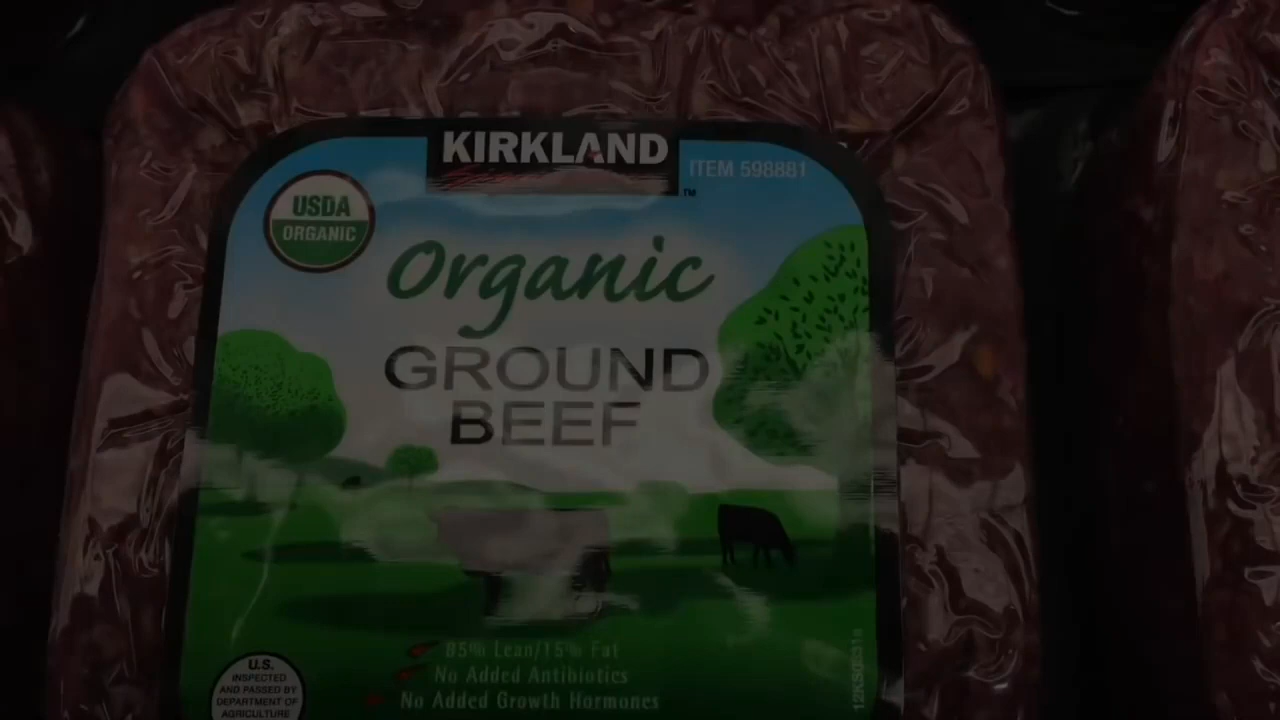 KIRKLAND
ITEM 598881
™
USDA
ORGANIC
Organic
GROUND
BEEF
85% Lean/15% Fat
No Added Antibiotics
No Added Growth Hormones
U.S.
INSPECTED
AND PASSED BY
DEPARTMENT OF
AGRICULTURE